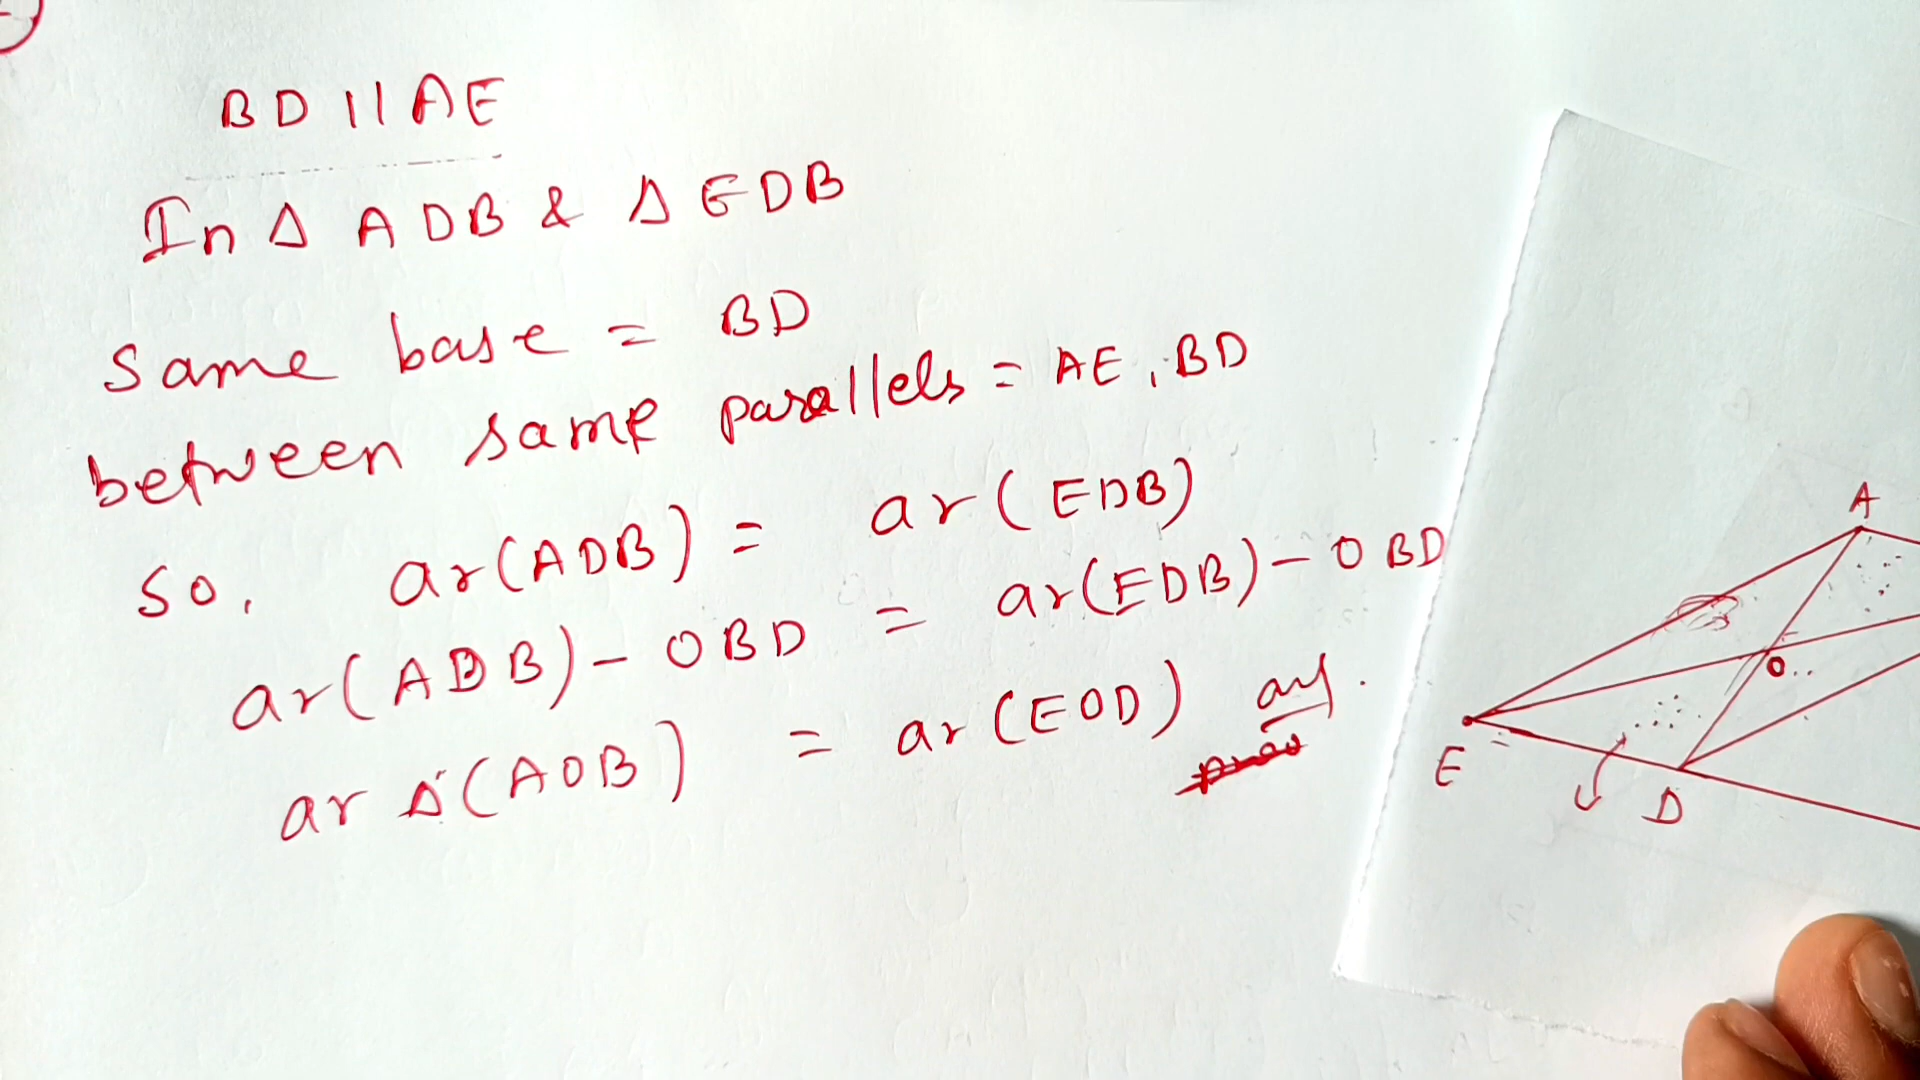 BD || AE
In Δ ADB & Δ EDB
Same base = BD
between same parallels = AE, BD
So, ar(ADB) = ar(EDB)
ar(ADB) - OBD = ar(EDB) - OBD
ar Δ(AOB) = ar(EOD) ans.
A
O
E
D